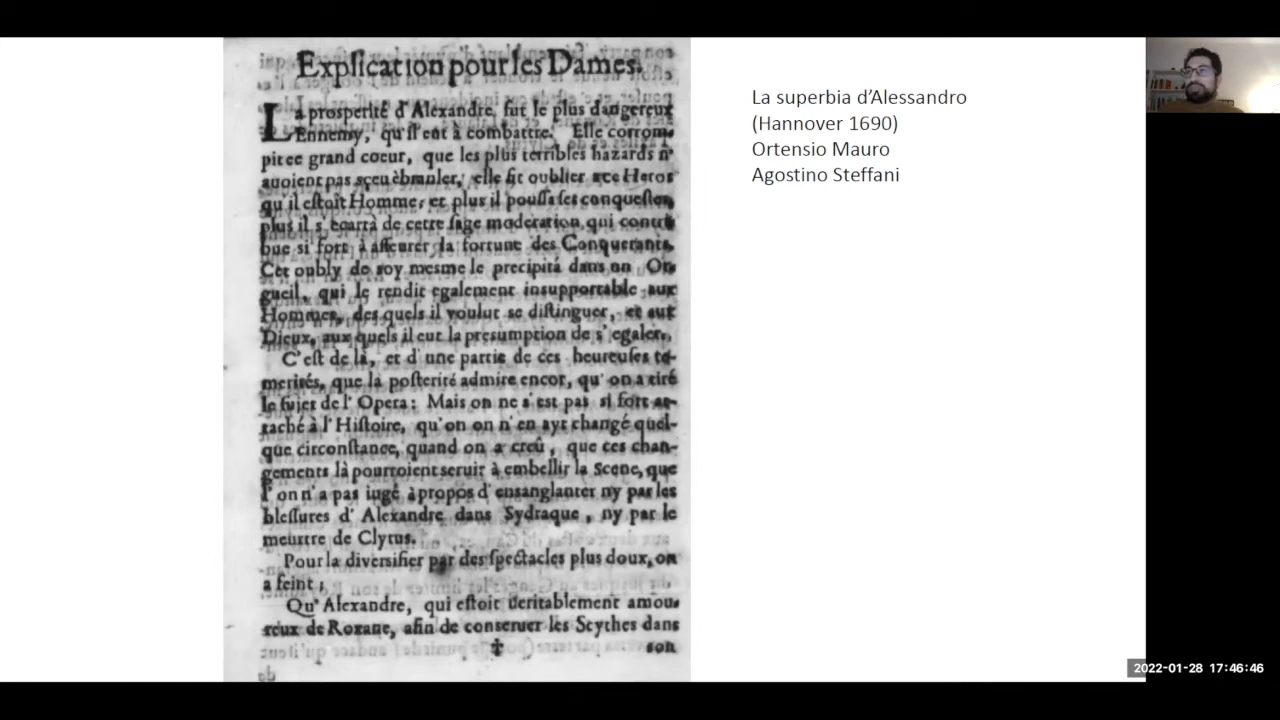 Explication pour les Dames.
La prosperité d'Alexandre, fut le plus dangereux
Ennemy, qu'il eut à combattre. Elle corrom-
pit ce grand coeur, que les plus terribles hazards n'
auoient pas sçeu èbranler, elle fit oublier a ce Heros
qu'il estoit Homme, et plus il poussa ses conquestes,
plus il s'écarta de cette sage moderation qui contri
bue si fort à asseurer la fortune des Conquerants.
Cet oubly de soy mesme le precipita dans un Or-
gueil, qui le rendit egalement insupportable aux
Hommes, des quels il voulut se distinguer, et aux
Dieux, aux quels il eut la presumption de s'egaler.
C'est de là, et d'une partie de ces heureuses te-
merités, que la posterité admire encor, qu'on a tiré
le sujet de l'Opera: Mais on ne s'est pas si fort at-
taché à l'Histoire, qu'on on n'en ayt changé quel-
que circonstance, quand on a creû, que ces chan-
gements là pourroient seruir à embellir la Scene, que
l'on n'a pas iugé à propos d'ensanglanter ny par les
blessures d'Alexandre dans Sydraque, ny par le
meurtre de Clytus.
Pour la diversifier par des spectacles plus doux, on
a feint;
Qu'Alexandre, qui estoit veritablement amou-
reux de Roxane, afin de conseruer les Scythes dans
son
La superbia d'Alessandro
(Hannover 1690)
Ortensio Mauro
Agostino Steffani
2022-01-28 17:46:46